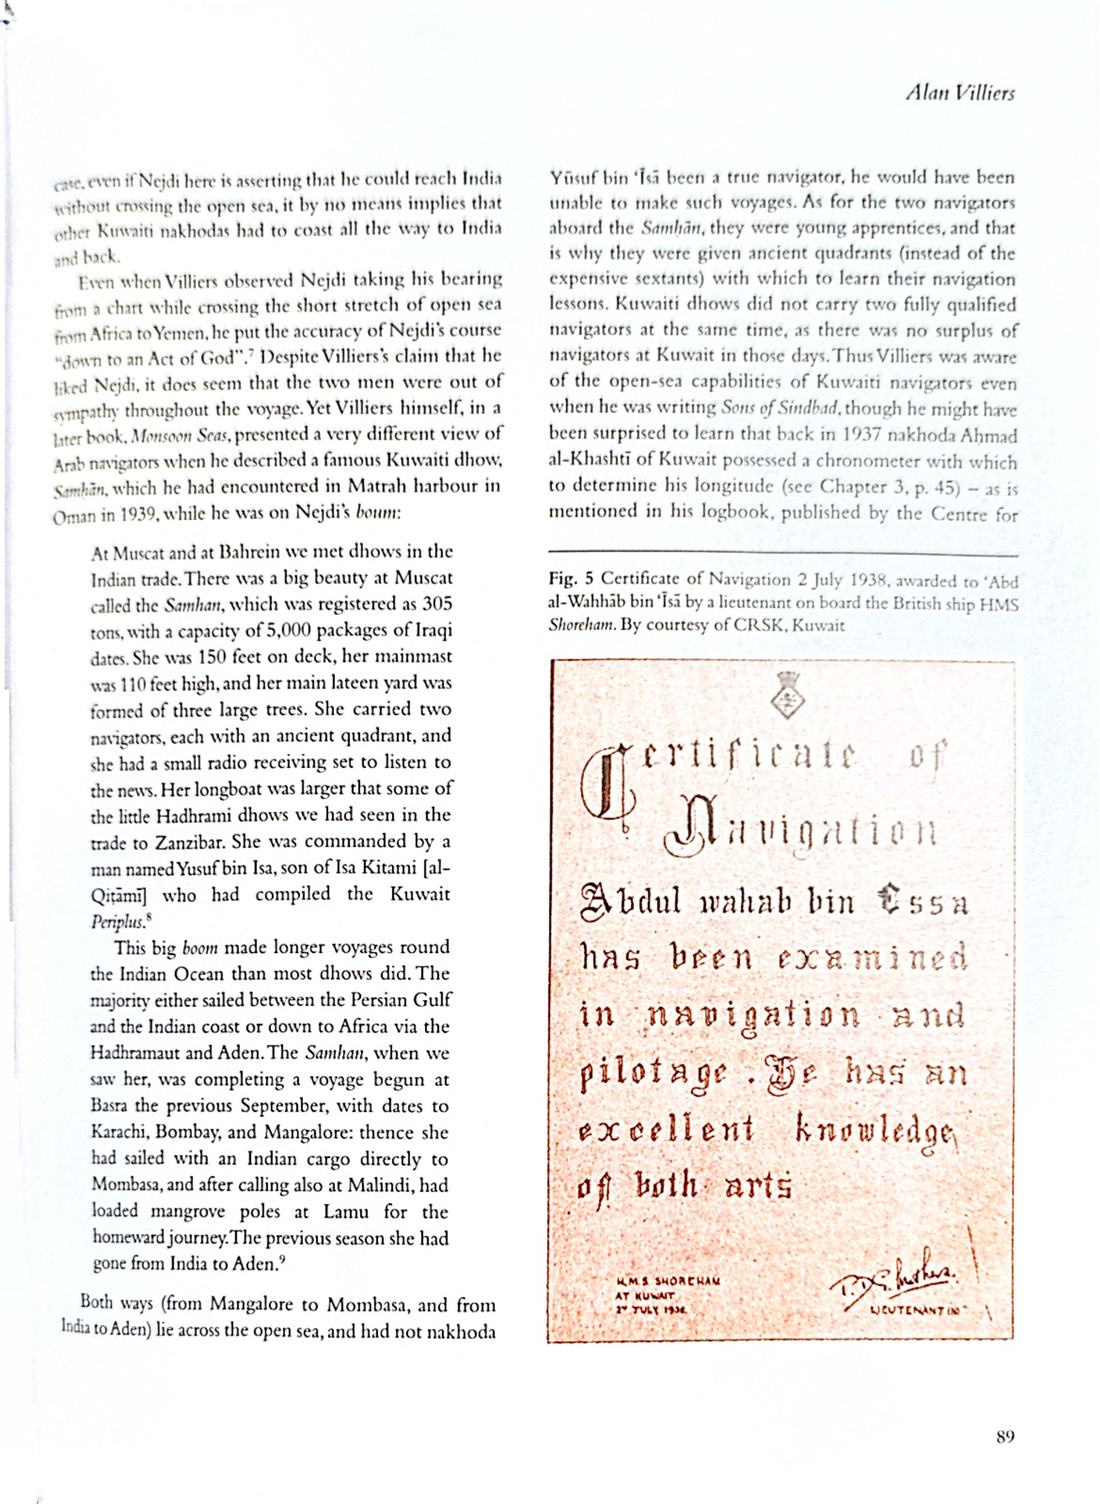 Alan Villiers
case, even if Nejdi here is asserting that he could reach India
without crossing the open sea, it by no means implies that
other Kuwaiti nakhodas had to coast all the way to India
and back.
Even when Villiers observed Nejdi taking his bearing
from a chart while crossing the short stretch of open sea
from Africa to Yemen, he put the accuracy of Nejdi's course
"down to an Act of God".⁷ Despite Villiers's claim that he
liked Nejdi, it does seem that the two men were out of
sympathy throughout the voyage. Yet Villiers himself, in a
later book, Monsoon Seas, presented a very different view of
Arab navigators when he described a famous Kuwaiti dhow,
Samhān, which he had encountered in Matrah harbour in
Oman in 1939, while he was on Nejdi's boum:
At Muscat and at Bahrein we met dhows in the
Indian trade. There was a big beauty at Muscat
called the Samhan, which was registered as 305
tons, with a capacity of 5,000 packages of Iraqi
dates. She was 150 feet on deck, her mainmast
was 110 feet high, and her main lateen yard was
formed of three large trees. She carried two
navigators, each with an ancient quadrant, and
she had a small radio receiving set to listen to
the news. Her longboat was larger that some of
the little Hadhrami dhows we had seen in the
trade to Zanzibar. She was commanded by a
man named Yusuf bin Isa, son of Isa Kitami [al-
Qiṭāmī] who had compiled the Kuwait
Periplus.⁸
This big boom made longer voyages round
the Indian Ocean than most dhows did. The
majority either sailed between the Persian Gulf
and the Indian coast or down to Africa via the
Hadhramaut and Aden. The Samhan, when we
saw her, was completing a voyage begun at
Basra the previous September, with dates to
Karachi, Bombay, and Mangalore: thence she
had sailed with an Indian cargo directly to
Mombasa, and after calling also at Malindi, had
loaded mangrove poles at Lamu for the
homeward journey. The previous season she had
gone from India to Aden.⁹
Both ways (from Mangalore to Mombasa, and from
India to Aden) lie across the open sea, and had not nakhoda
Yūsuf bin ‘Īsā been a true navigator, he would have been
unable to make such voyages. As for the two navigators
aboard the Samhān, they were young apprentices, and that
is why they were given ancient quadrants (instead of the
expensive sextants) with which to learn their navigation
lessons. Kuwaiti dhows did not carry two fully qualified
navigators at the same time, as there was no surplus of
navigators at Kuwait in those days. Thus Villiers was aware
of the open-sea capabilities of Kuwaiti navigators even
when he was writing Sons of Sindbad, though he might have
been surprised to learn that back in 1937 nakhoda Aḥmad
al-Khashtī of Kuwait possessed a chronometer with which
to determine his longitude (see Chapter 3, p. 45) – as is
mentioned in his logbook, published by the Centre for
Fig. 5 Certificate of Navigation 2 July 1938, awarded to ‘Abd
al-Wahhāb bin ‘Īsā by a lieutenant on board the British ship HMS
Shoreham. By courtesy of CRSK, Kuwait
Certificate of
Navigation
Abdul wahab bin Essa
has been examined
in navigation and
pilotage. He has an
excellent knowledge
of both arts
H.M.S SHOREHAM
AT KUWAIT
JULY
LIEUTENANT
89